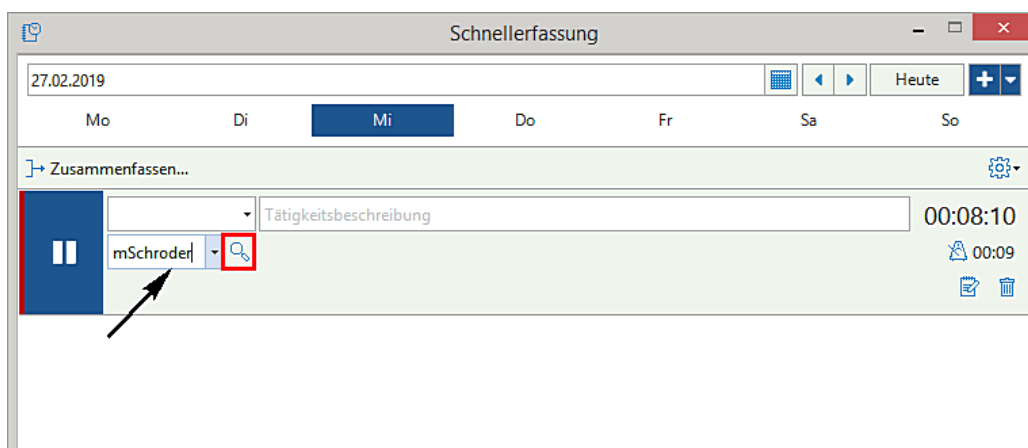 Schnellerfassung
27.02.2019 Heute
Mo Di Mi Do Fr Sa So
Zusammenfassen...
Tätigkeitsbeschreibung 00:08:10
mSchroder 00:09